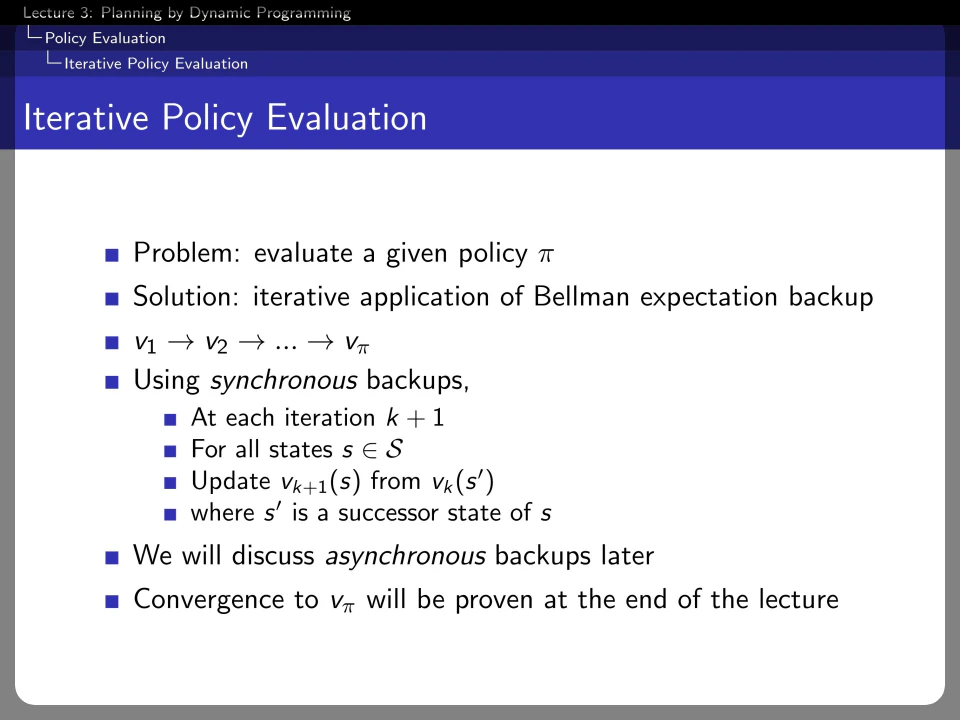 Lecture 3: Planning by Dynamic Programming
Policy Evaluation
Iterative Policy Evaluation
Iterative Policy Evaluation
Problem: evaluate a given policy π
Solution: iterative application of Bellman expectation backup
v₁ → v₂ → ... → vπ
Using synchronous backups,
At each iteration k + 1
For all states s ∈ 𝒮
Update vₖ₊₁(s) from vₖ(s′)
where s′ is a successor state of s
We will discuss asynchronous backups later
Convergence to vπ will be proven at the end of the lecture